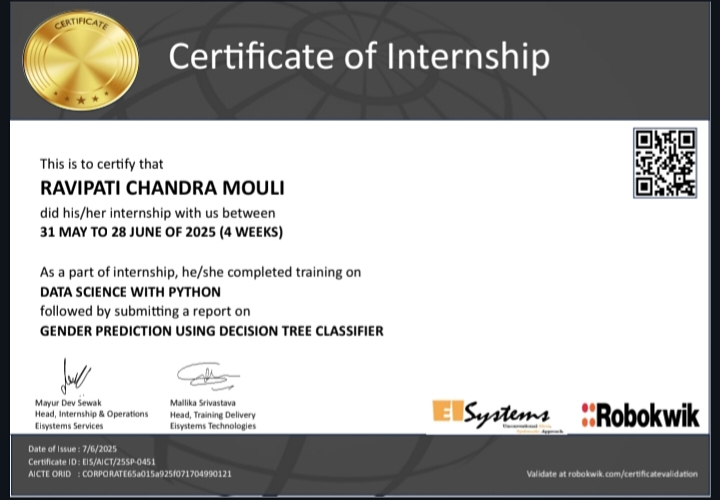 CERTIFICATE
Certificate of Internship
This is to certify that
RAVIPATI CHANDRA MOULI
did his/her internship with us between
31 MAY TO 28 JUNE OF 2025 (4 WEEKS)
As a part of internship, he/she completed training on
DATA SCIENCE WITH PYTHON
followed by submitting a report on
GENDER PREDICTION USING DECISION TREE CLASSIFIER
Mayur Dev Sewak
Head, Internship & Operations
Eisystems Services
Mallika Srivastava
Head, Training Delivery
Eisystems Technologies
EISystems
Robokwik
Date of Issue : 7/6/2025
Certificate ID : EIS/AICT/25SP-0451
AICTE ORID : CORPORATE65a015a925f071704990121
Validate at robokwik.com/certificatevalidation